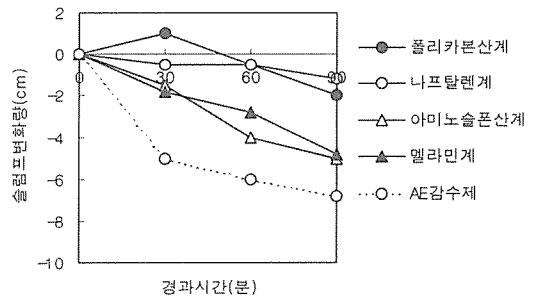 2
0
-2
-4
-6
-8
-10
0
30
60
90
슬럼프변화량(cm)
경과시간(분)
폴리카본산계
나프탈렌계
아미노슬폰산계
멜라민계
AE감수제